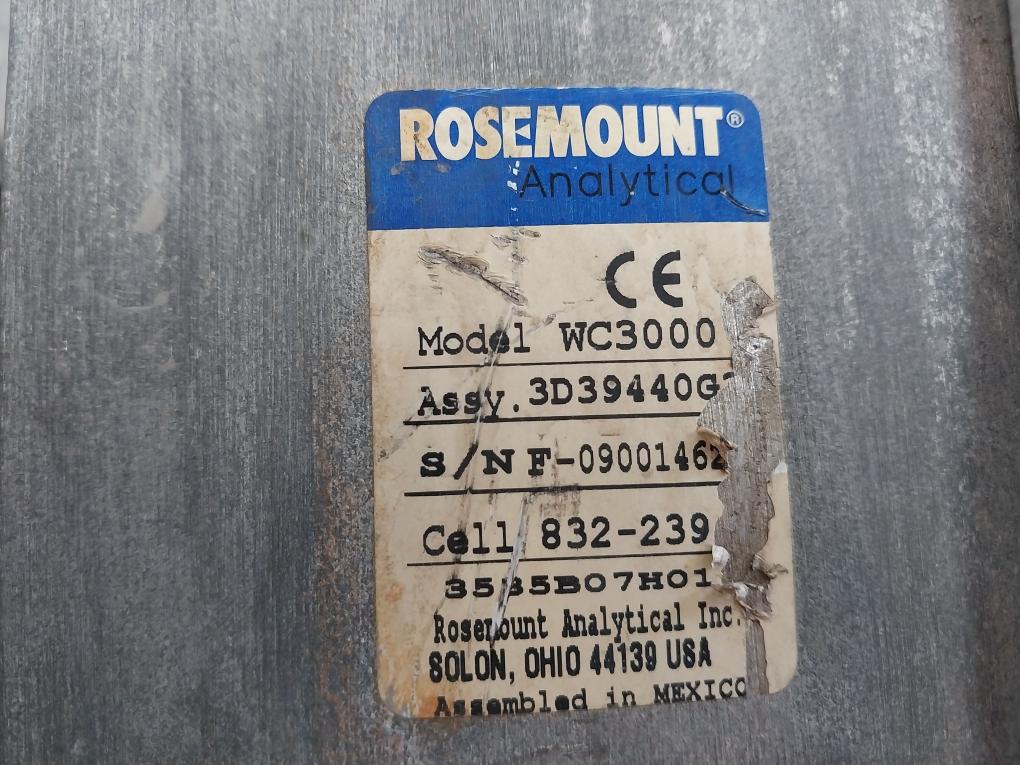 ROSEMOUNT®
Analytical
CE
Model WC3000
Assy. 3D39440G
S/N F-09001462
Cell 832-239
3535B07H01
Rosemount Analytical Inc.
SOLON, OHIO 44139 USA
Assembled in MEXICO